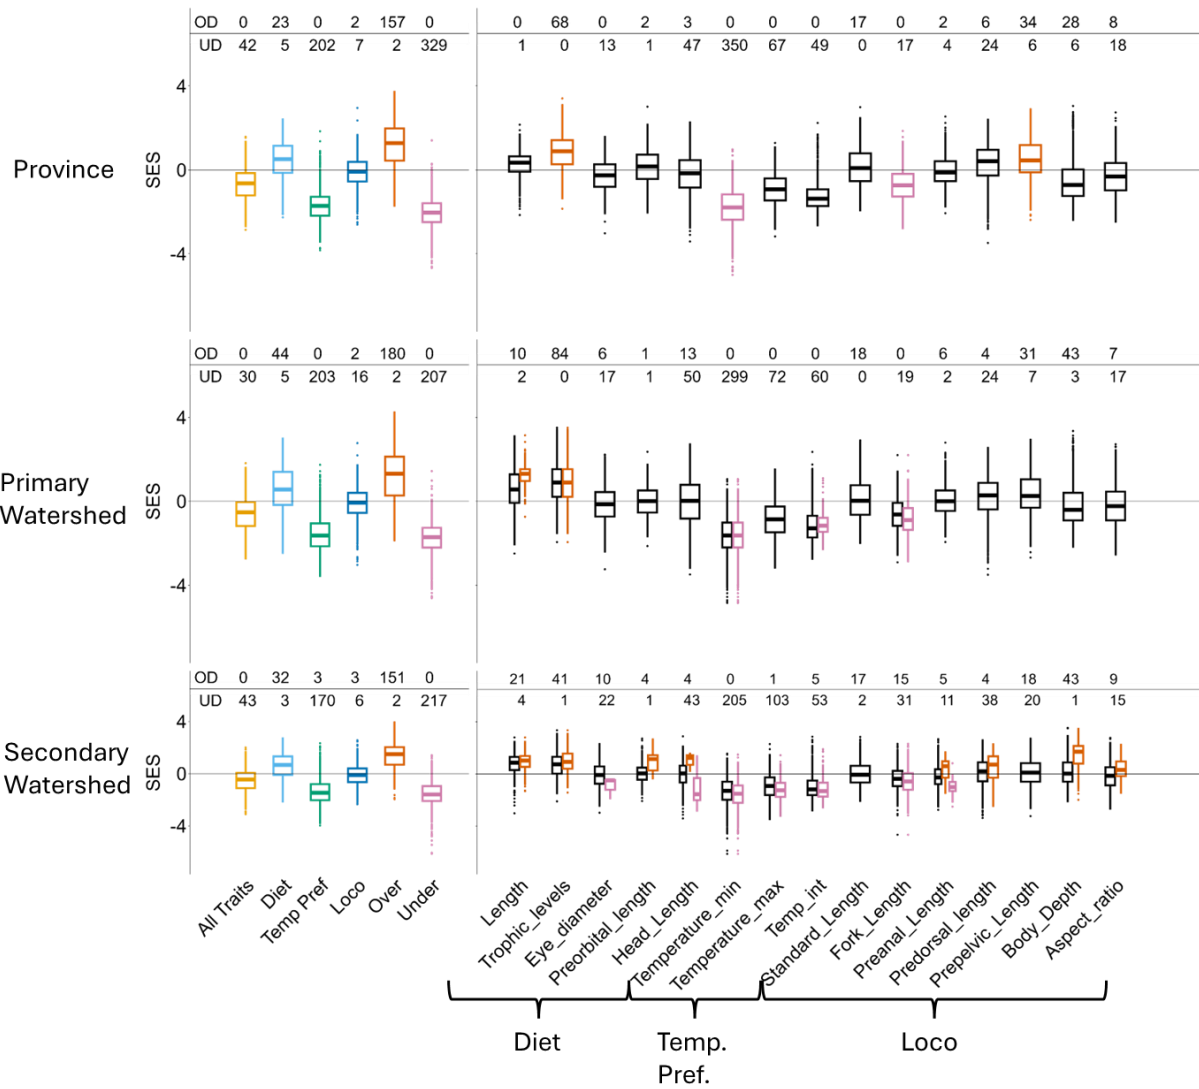 OD 0 23 0 2 157 0 0 68 0 2 3 0 0 0 17 0 2 6 34 28 8
UD 42 5 202 7 2 329 1 0 13 1 47 350 67 49 0 17 4 24 6 6 18
4
Province
SES
0
-4
OD 0 44 0 2 180 0 10 84 6 1 13 0 0 0 18 0 6 4 31 43 7
UD 30 5 203 16 2 207 2 0 17 1 50 299 72 60 0 19 2 24 7 3 17
4
Primary
Watershed
SES
0
-4
OD 0 32 3 3 151 0 21 41 10 4 4 0 1 5 17 15 5 4 18 43 9
UD 43 3 170 6 2 217 4 1 22 1 43 205 103 53 2 31 11 38 20 1 15
4
Secondary
Watershed
SES
0
-4
All Traits
Diet
Temp Pref
Loco
Over
Under
Length
Trophic_levels
Eye_diameter
Preorbital_length
Head_Length
Temperature_min
Temperature_max
Temp_int
Standard_Length
Fork_Length
Preanal_Length
Predorsal_length
Prepelvic_Length
Body_Depth
Aspect_ratio
Diet
Temp.
Pref.
Loco